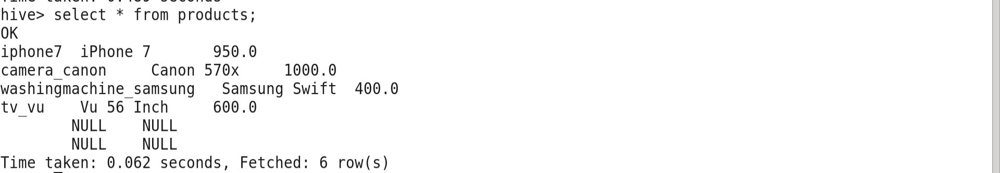 Time taken: 0.489 seconds
hive> select * from products;
OK
iphone7  iPhone 7       950.0
camera_canon     Canon 570x     1000.0
washingmachine_samsung   Samsung Swift  400.0
tv_vu    Vu 56 Inch     600.0
        NULL    NULL
        NULL    NULL
Time taken: 0.062 seconds, Fetched: 6 row(s)